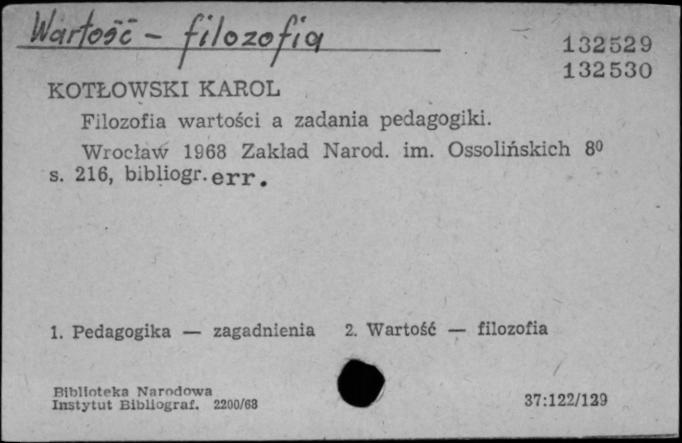 Wartość - filozofia
132529
132530
KOTŁOWSKI KAROL
Filozofia wartości a zadania pedagogiki.
Wrocław 1968 Zakład Narod. im. Ossolińskich 8⁰
s. 216, bibliogr. err.
1. Pedagogika — zagadnienia 2. Wartość — filozofia
Biblioteka Narodowa
Instytut Bibliograf. 2200/68
37:122/129